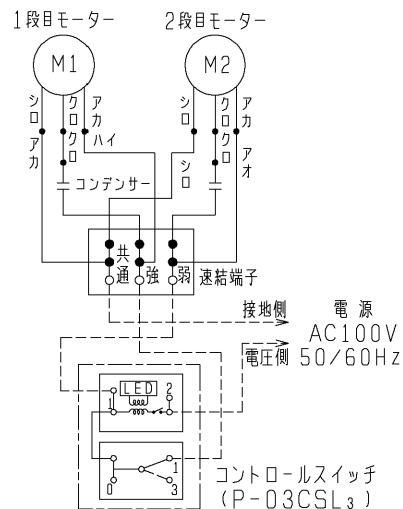 1段目モーター
2段目モーター
M1
M2
シロ
クロ
アカ
シロ
クロ
アカ
アカ
クロ
ハイ
シロ
クロ
アオ
コンデンサー
共通
強
弱
速結端子
接地側
電源
AC100V
電圧側
50/60Hz
LED
2
1
1
0
1
3
コントロールスイッチ
(P-03CSL3)